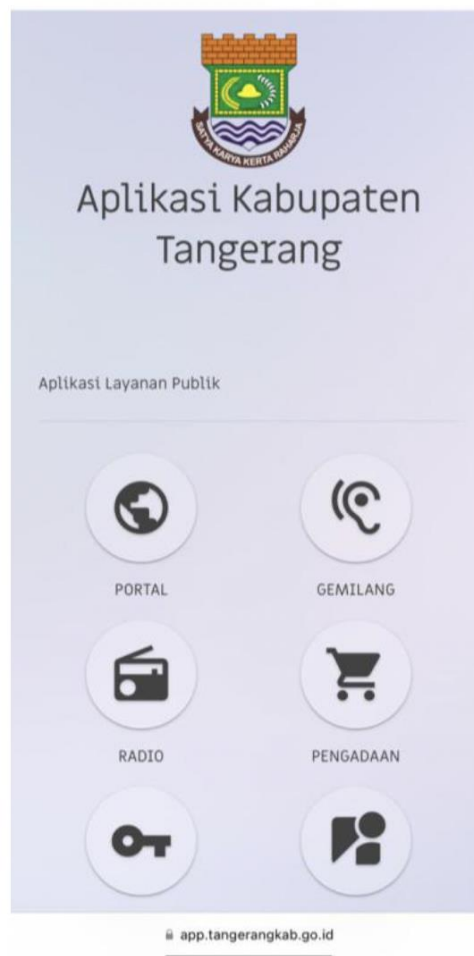 SATYA KARYA KERTA RAHARJA
Aplikasi Kabupaten
Tangerang
Aplikasi Layanan Publik
PORTAL
GEMILANG
RADIO
PENGADAAN
app.tangerangkab.go.id